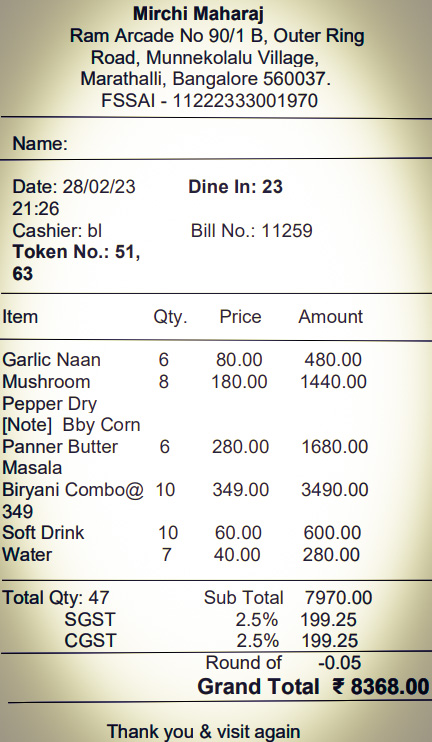 Mirchi Maharaj
Ram Arcade No 90/1 B, Outer Ring
Road, Munnekolalu Village,
Marathalli, Bangalore 560037.
FSSAI - 11222333001970
Name:
Date: 28/02/23 Dine In: 23
21:26
Cashier: bl Bill No.: 11259
Token No.: 51,
63
Item Qty. Price Amount
Garlic Naan 6 80.00 480.00
Mushroom 8 180.00 1440.00
Pepper Dry
[Note] Bby Corn
Panner Butter 6 280.00 1680.00
Masala
Biryani Combo@ 10 349.00 3490.00
349
Soft Drink 10 60.00 600.00
Water 7 40.00 280.00
Total Qty: 47 Sub Total 7970.00
SGST 2.5% 199.25
CGST 2.5% 199.25
Round of -0.05
Grand Total ₹ 8368.00
Thank you & visit again